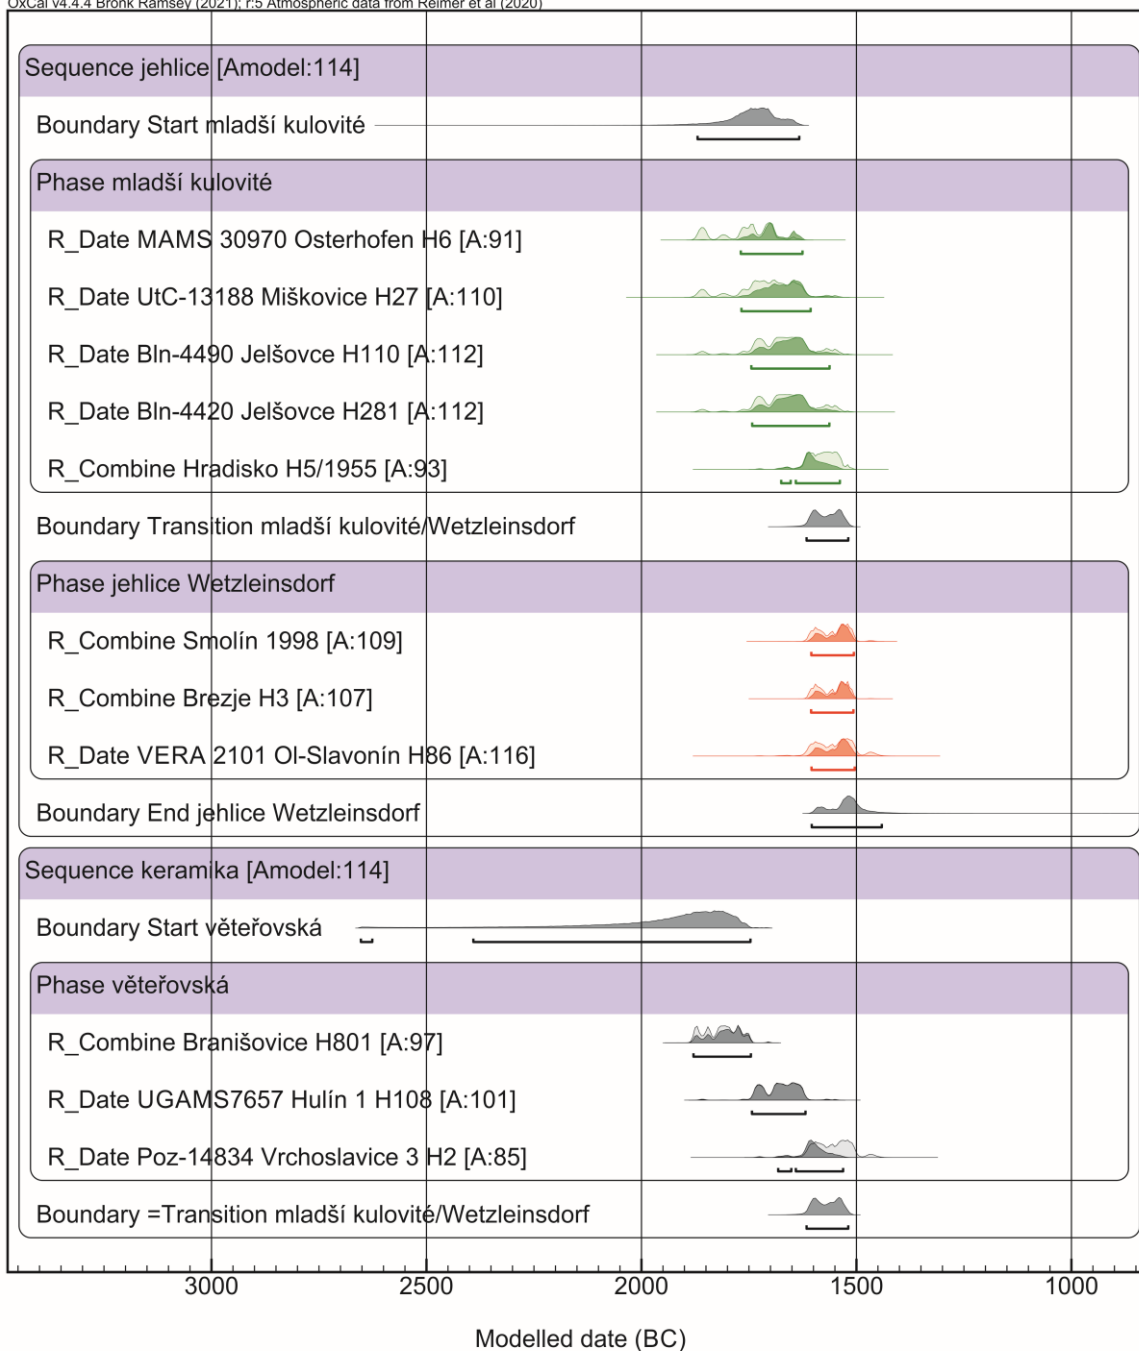 OxCal v4.4.4 Bronk Ramsey (2021); r:5 Atmospheric data from Reimer et al (2020)
Sequence jehlice [Amodel:114]
Boundary Start mladší kulovité
Phase mladší kulovité
R_Date MAMS 30970 Osterhofen H6 [A:91]
R_Date UtC-13188 Miškovice H27 [A:110]
R_Date Bln-4490 Jelšovce H110 [A:112]
R_Date Bln-4420 Jelšovce H281 [A:112]
R_Combine Hradisko H5/1955 [A:93]
Boundary Transition mladší kulovité/Wetzleinsdorf
Phase jehlice Wetzleinsdorf
R_Combine Smolín 1998 [A:109]
R_Combine Brezje H3 [A:107]
R_Date VERA 2101 Ol-Slavonín H86 [A:116]
Boundary End jehlice Wetzleinsdorf
Sequence keramika [Amodel:114]
Boundary Start věteřovská
Phase věteřovská
R_Combine Branišovice H801 [A:97]
R_Date UGAMS7657 Hulín 1 H108 [A:101]
R_Date Poz-14834 Vrchoslavice 3 H2 [A:85]
Boundary =Transition mladší kulovité/Wetzleinsdorf
3000 2500 2000 1500 1000
Modelled date (BC)